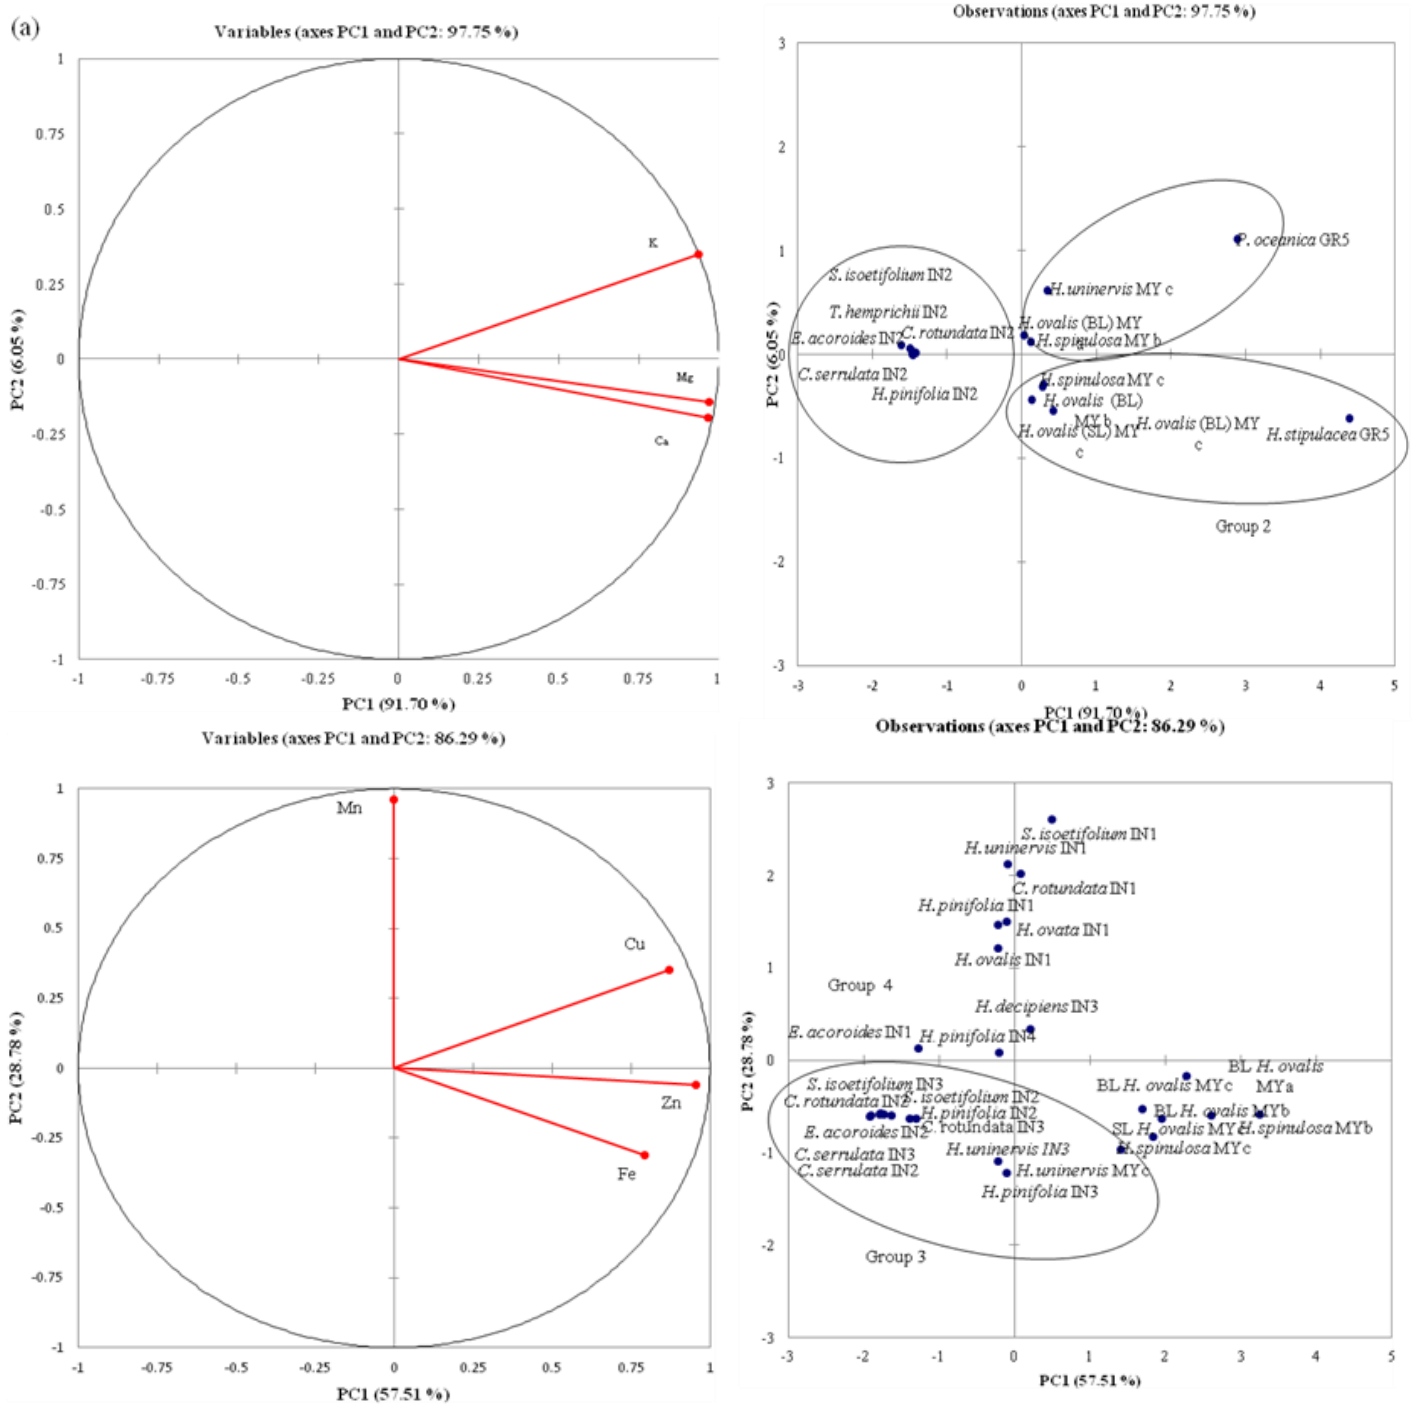 (a)
Variables (axes PC1 and PC2: 97.75 %)
1
0.75
0.5
0.25
0
-0.25
-0.5
-0.75
-1
PC2 (6.05 %)
K
Mg
Ca
-1
-0.75
-0.5
-0.25
0
0.25
0.5
0.75
1
PC1 (91.70 %)
Observations (axes PC1 and PC2: 97.75 %)
3
2
1
0
-1
-2
-3
PC2 (6.05 %)
P. oceanica GR5
S. isoetifolium IN2
H. uninervis MY c
T. hemprichii IN2
H. ovalis (BL) MY
a
E. acoroides IN2
C. rotundata IN2
H. spinulosa MY b
C. serrulata IN2
H. spinulosa MY c
H. pinifolia IN2
H. ovalis (BL)
MY b
H. ovalis (SL) MY
c
H. ovalis (BL) MY
c
H. stipulacea GR5
Group 2
-3
-2
-1
0
1
2
3
4
5
PC1 (91.70 %)
Variables (axes PC1 and PC2: 86.29 %)
1
0.75
0.5
0.25
0
-0.25
-0.5
-0.75
-1
PC2 (28.78 %)
Mn
Cu
Zn
Fe
-1
-0.75
-0.5
-0.25
0
0.25
0.5
0.75
1
PC1 (57.51 %)
Observations (axes PC1 and PC2: 86.29 %)
3
2
1
0
-1
-2
-3
PC2 (28.78 %)
S. isoetifolium IN1
H. uninervis IN1
C. rotundata IN1
H. pinifolia IN1
H. ovata IN1
H. ovalis IN1
Group 4
H. decipiens IN3
E. acoroides IN1
H. pinifolia IN4
BL H. ovalis
MYa
S. isoetifolium IN3
BL H. ovalis MYc
S. isoetifolium IN2
C. rotundata IN2
H. pinifolia IN2
BL H. ovalis MYb
C. rotundata IN3
SL H. ovalis MYc
H. spinulosa MYb
E. acoroides IN2
H. uninervis IN3
H. spinulosa MYc
C. serrulata IN3
C. serrulata IN2
H. uninervis MYc
H. pinifolia IN3
Group 3
-3
-2
-1
0
1
2
3
4
5
PC1 (57.51 %)